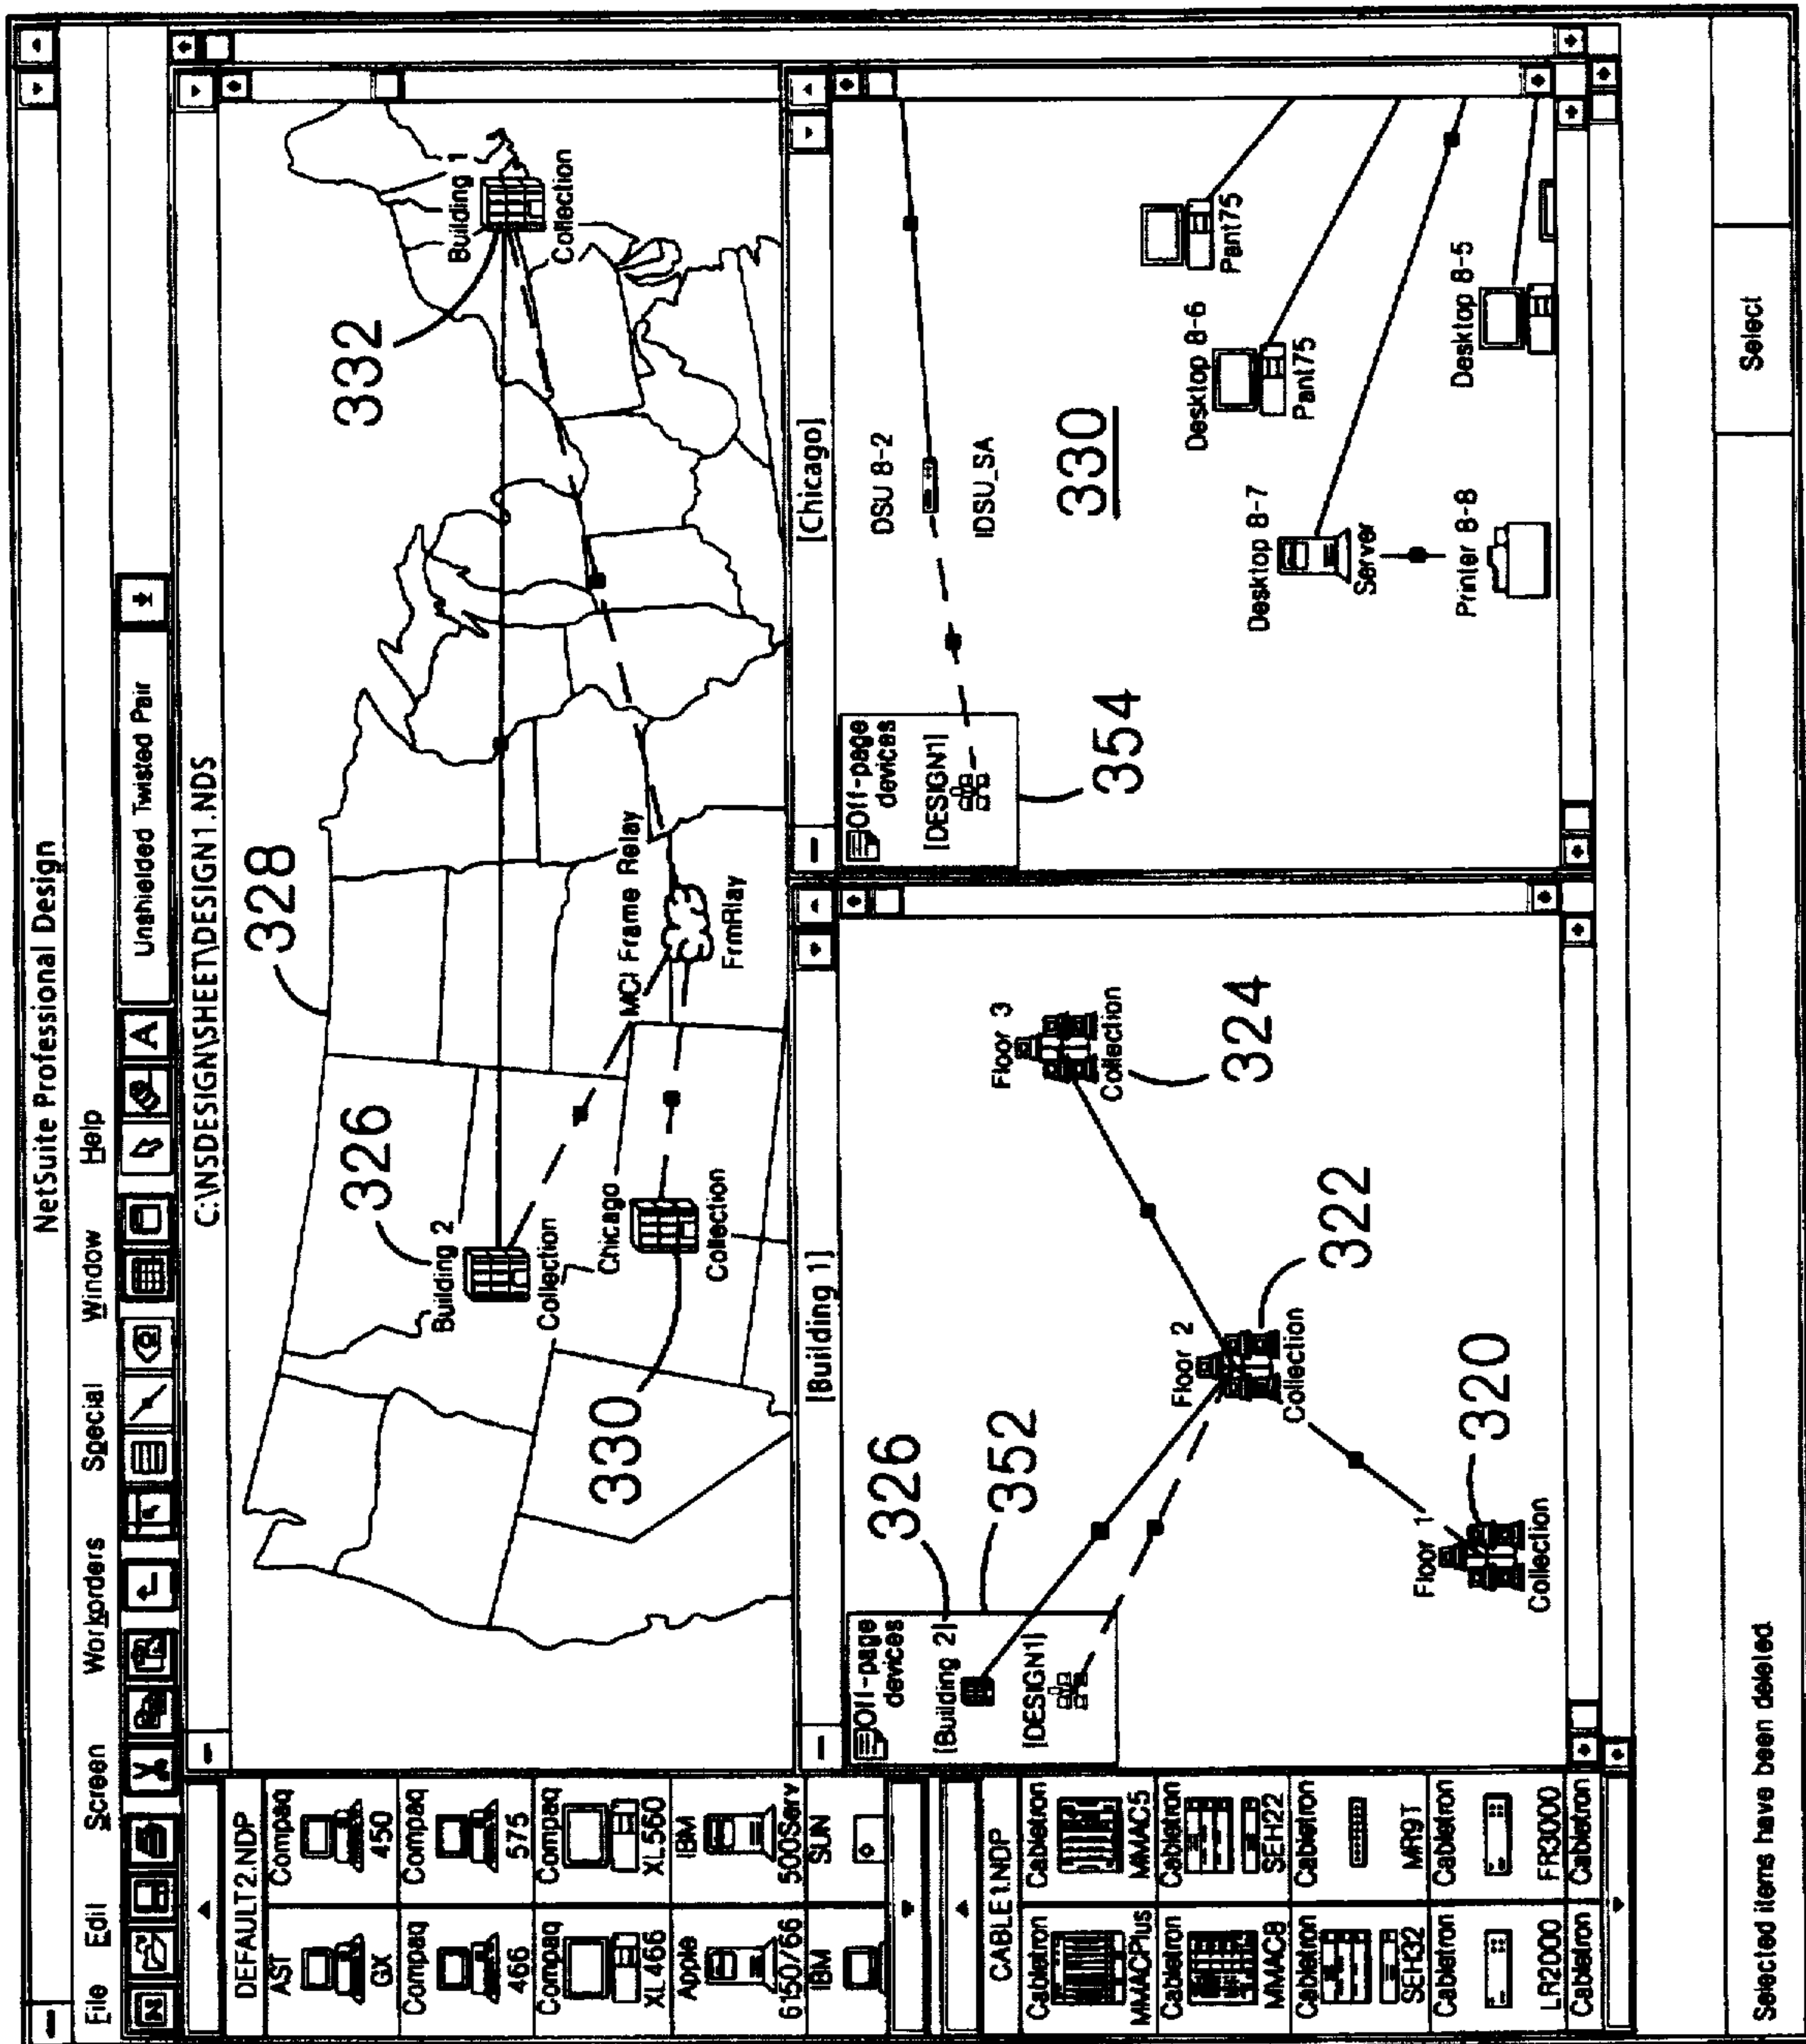 NetSuite Professional Design
File Edit Screen Workorders Special Window Help
A
Unshielded Twisted Pair
DEFAULT2.NDP
AST
GX
Compaq
450
Compaq
466
Compaq
575
Compaq
XL466
Compaq
XL560
Apple
6150/66
IBM
500Serv
IBM
SUN
CABLE1.NDP
Cabletron
MMACPlus
Cabletron
MMAC5
Cabletron
MMAC8
Cabletron
SEH22
Cabletron
SEH32
Cabletron
MR9T
Cabletron
LR2000
Cabletron
FR3000
Cabletron
Cabletron
C:\NSDESIGN\SHEET\DESIGN1.NDS
328
326
Building 2
Collection
Chicago
Collection
330
MCI Frame Relay
FrmRlay
332
Building 1
Collection
[Building 1]
Off-page
devices
[Building 2]
[DESIGN1]
326
352
Floor 1
Collection
320
Floor 2
Collection
322
Floor 3
Collection
324
[Chicago]
Off-page
devices
[DESIGN1]
354
DSU 8-2
IDSU_SA
330
Desktop 8-7
Server
Printer 8-8
Desktop 8-6
Pant75
Pant75
Desktop 8-5
Selected items have been deleted
Select